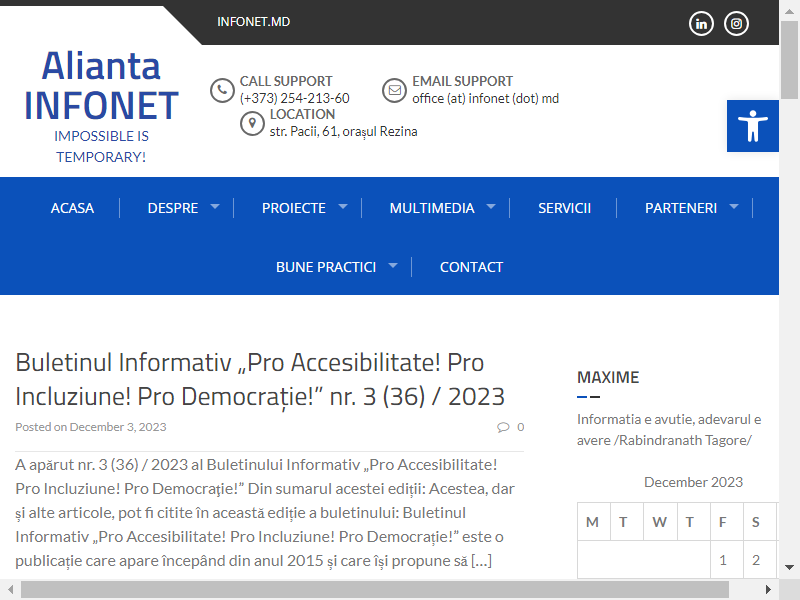 INFONET.MD
Alianta
INFONET
IMPOSSIBLE IS
TEMPORARY!
CALL SUPPORT
(+373) 254-213-60
EMAIL SUPPORT
office (at) infonet (dot) md
LOCATION
str. Pacii, 61, orașul Rezina
ACASA
DESPRE
PROIECTE
MULTIMEDIA
SERVICII
PARTENERI
BUNE PRACTICI
CONTACT
Buletinul Informativ „Pro Accesibilitate! Pro
Incluziune! Pro Democrație!” nr. 3 (36) / 2023
Posted on December 3, 2023
0
A apărut nr. 3 (36) / 2023 al Buletinului Informativ „Pro Accesibilitate!
Pro Incluziune! Pro Democraţie!” Din sumarul acestei ediții: Acestea, dar
și alte articole, pot fi citite în această ediție a buletinului: Buletinul
Informativ „Pro Accesibilitate! Pro Incluziune! Pro Democrație!” este o
publicație care apare începând din anul 2015 și care își propune să […]
MAXIME
Informatia e avutie, adevarul e
avere /Rabindranath Tagore/
December 2023
M T W T F S
1 2